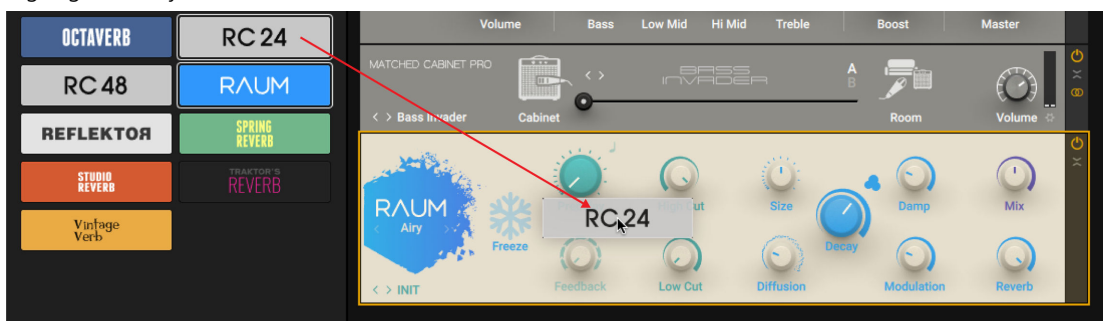 OCTAVERB
RC 24
RC 48
RAUM
REFLEKTOR
SPRING
REVERB
STUDIO
REVERB
TRAKTOR'S
REVERB
Vintage
Verb
Volume
Bass
Low Mid
Hi Mid
Treble
Boost
Master
MATCHED CABINET PRO
BASS
INVADER
A
B
< > Bass Invader
Cabinet
Room
Volume
RAUM
< Airy >
Freeze
RC 24
Size
Damp
Mix
Decay
Feedback
Low Cut
Diffusion
Modulation
Reverb
< > INIT